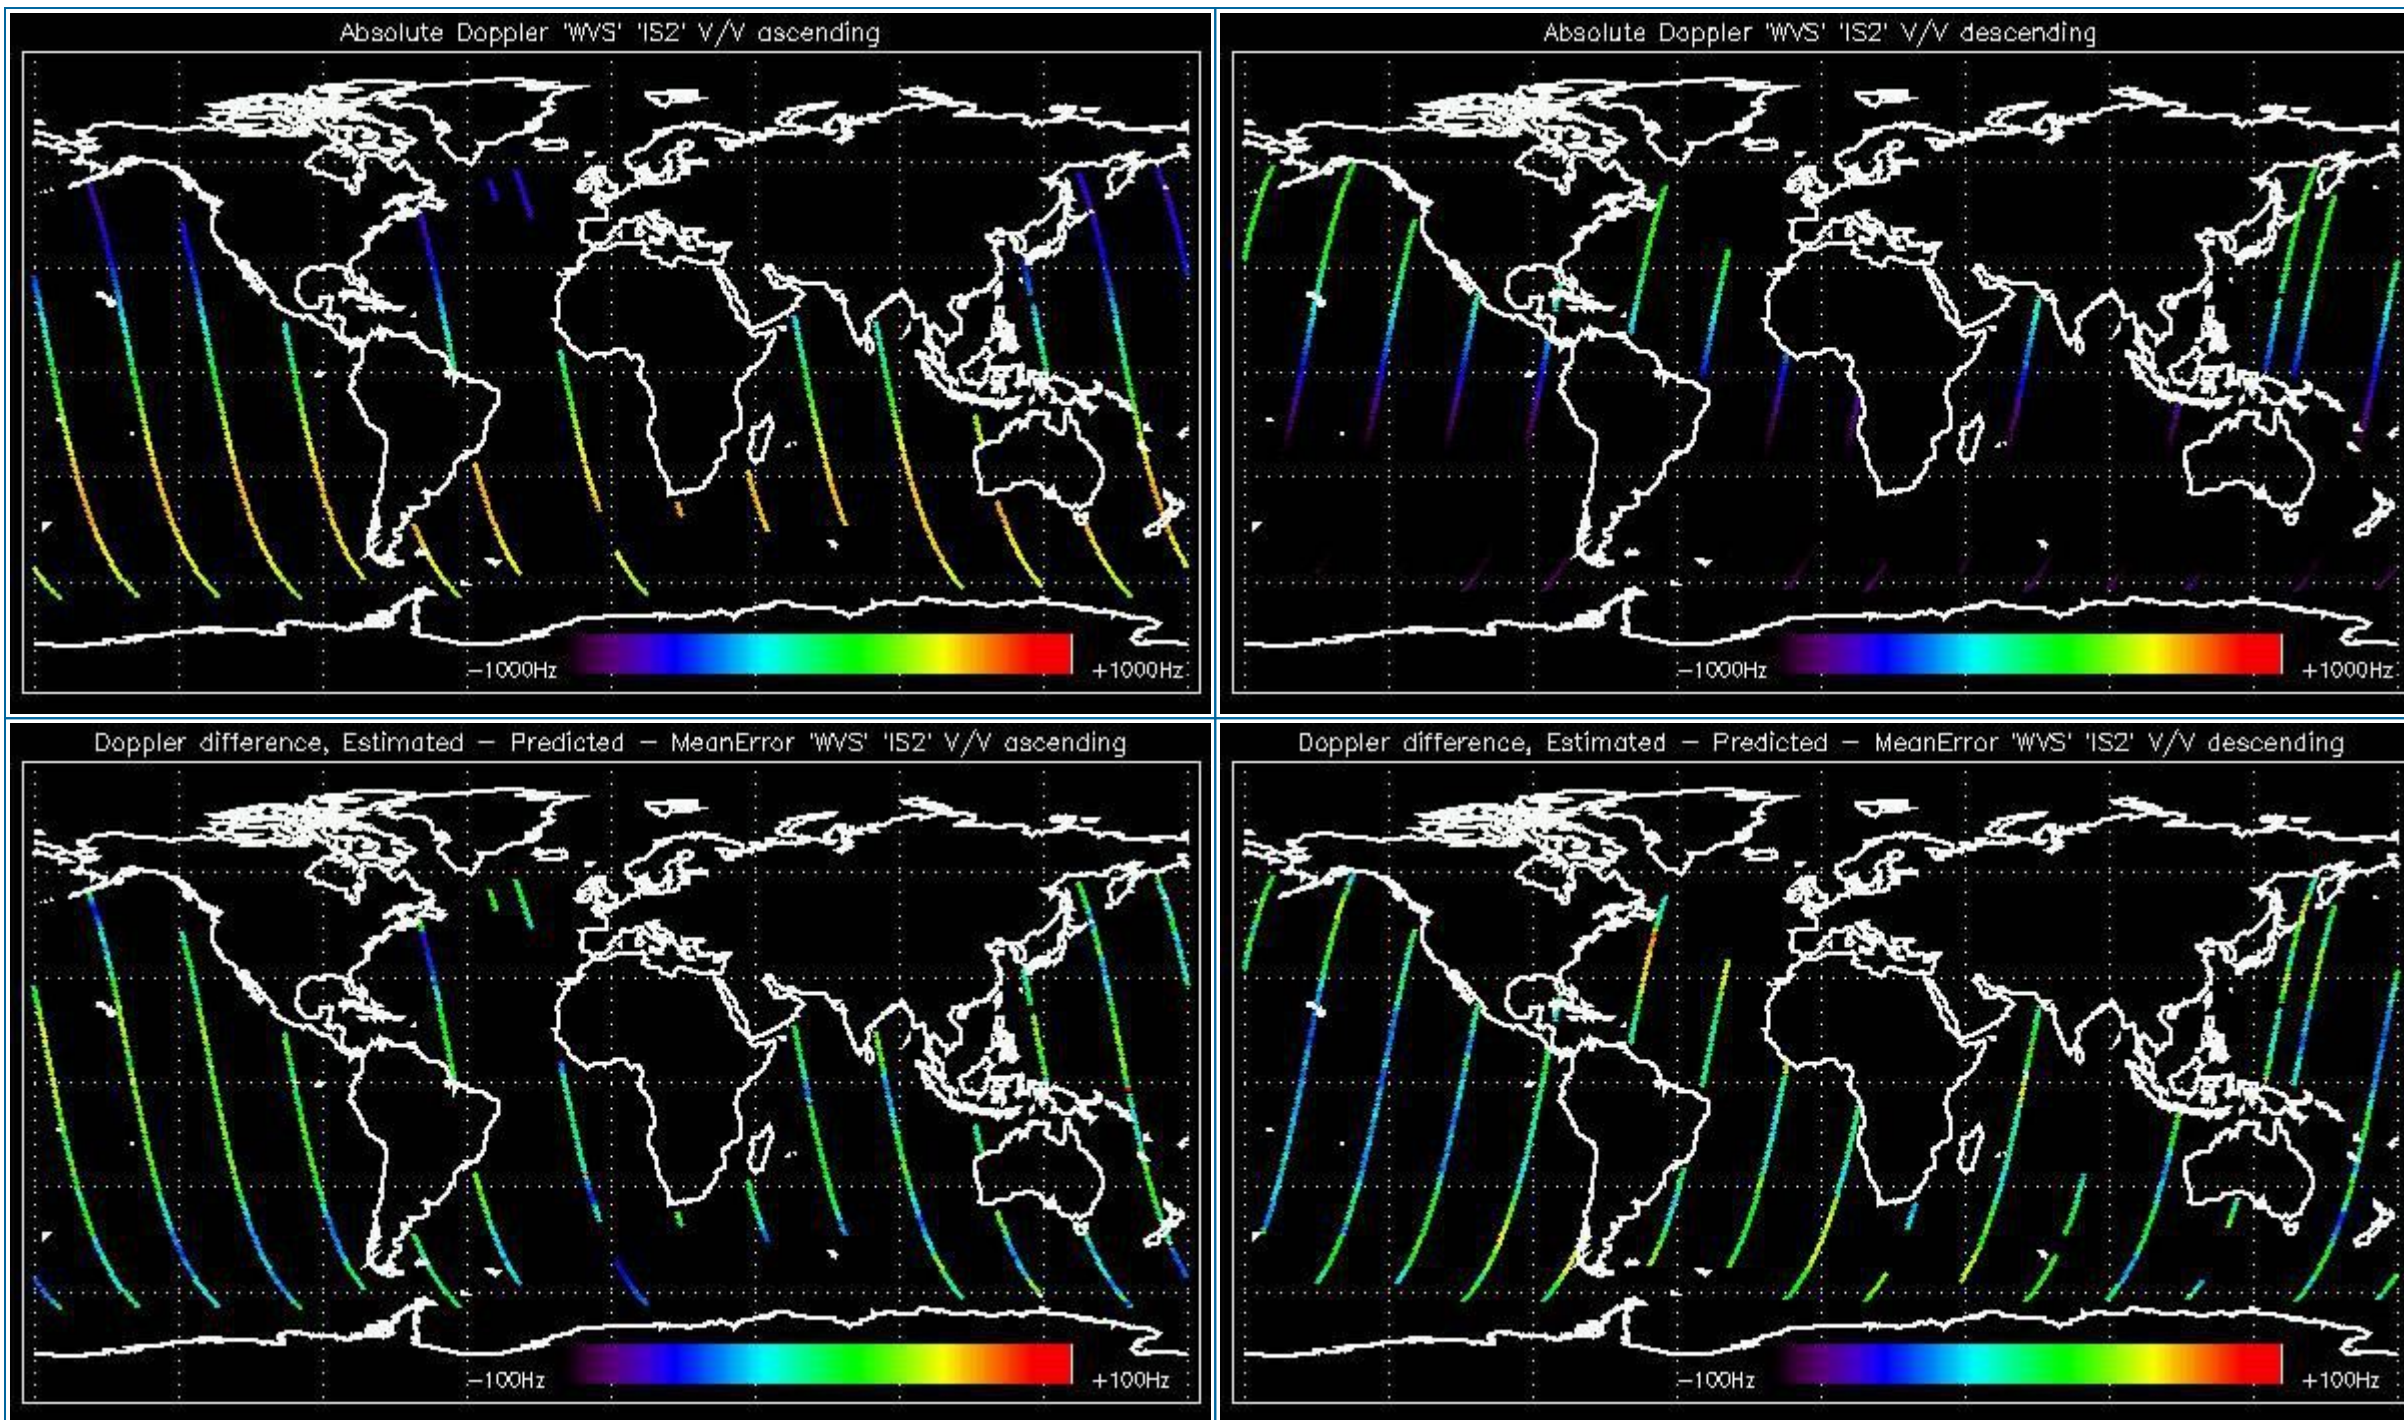 Absolute Doppler 'WVS' 'IS2' V/V ascending
-1000Hz
+1000Hz
Absolute Doppler 'WVS' 'IS2' V/V descending
-1000Hz
+1000Hz
Doppler difference, Estimated - Predicted - MeanError 'WVS' 'IS2' V/V ascending
-100Hz
+100Hz
Doppler difference, Estimated - Predicted - MeanError 'WVS' 'IS2' V/V descending
-100Hz
+100Hz